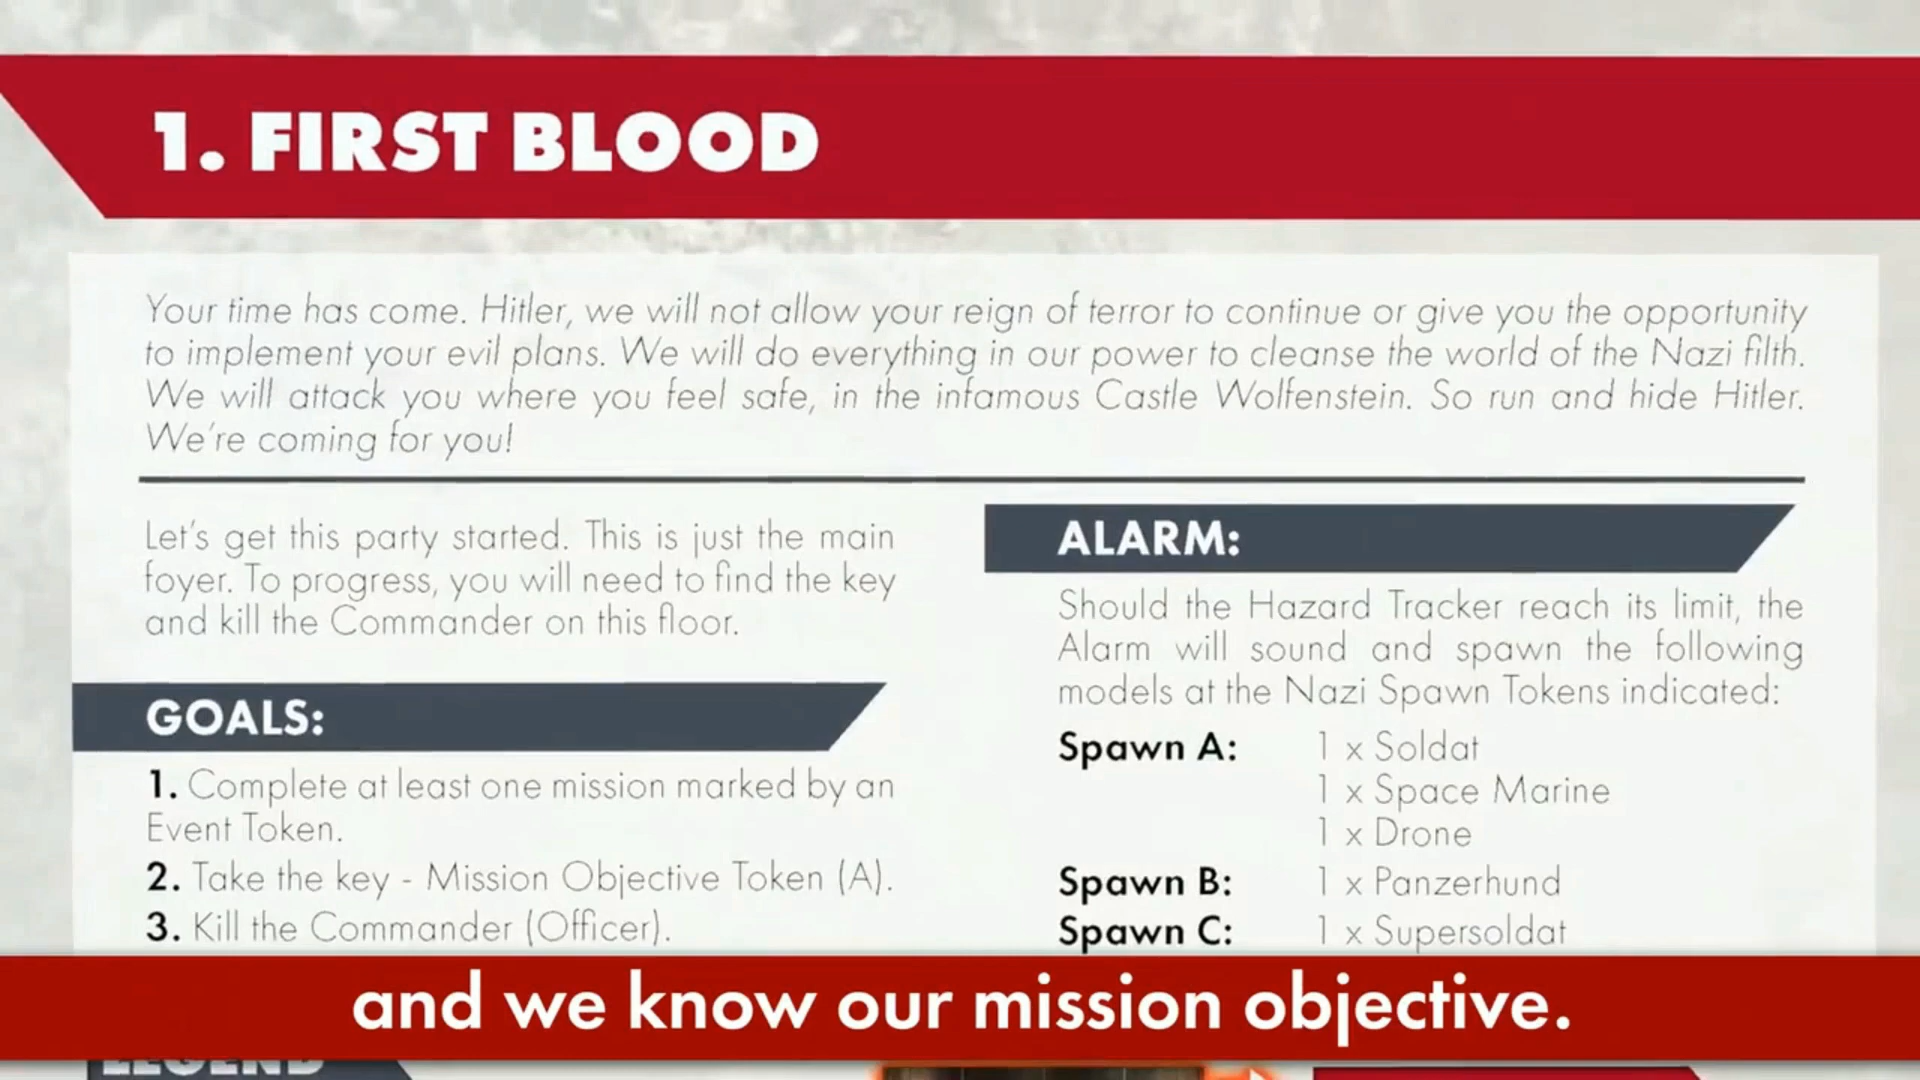 1. FIRST BLOOD
Your time has come. Hitler, we will not allow your reign of terror to continue or give you the opportunity
to implement your evil plans. We will do everything in our power to cleanse the world of the Nazi filth.
We will attack you where you feel safe, in the infamous Castle Wolfenstein. So run and hide Hitler.
We're coming for you!
Let's get this party started. This is just the main
foyer. To progress, you will need to find the key
and kill the Commander on this floor.
GOALS:
1. Complete at least one mission marked by an
Event Token.
2. Take the key - Mission Objective Token (A).
3. Kill the Commander (Officer).
ALARM:
Should the Hazard Tracker reach its limit, the
Alarm will sound and spawn the following
models at the Nazi Spawn Tokens indicated:
Spawn A: 1 x Soldat
1 x Space Marine
1 x Drone
Spawn B: 1 x Panzerhund
Spawn C: 1 x Supersoldat
and we know our mission objective.
LEGEND